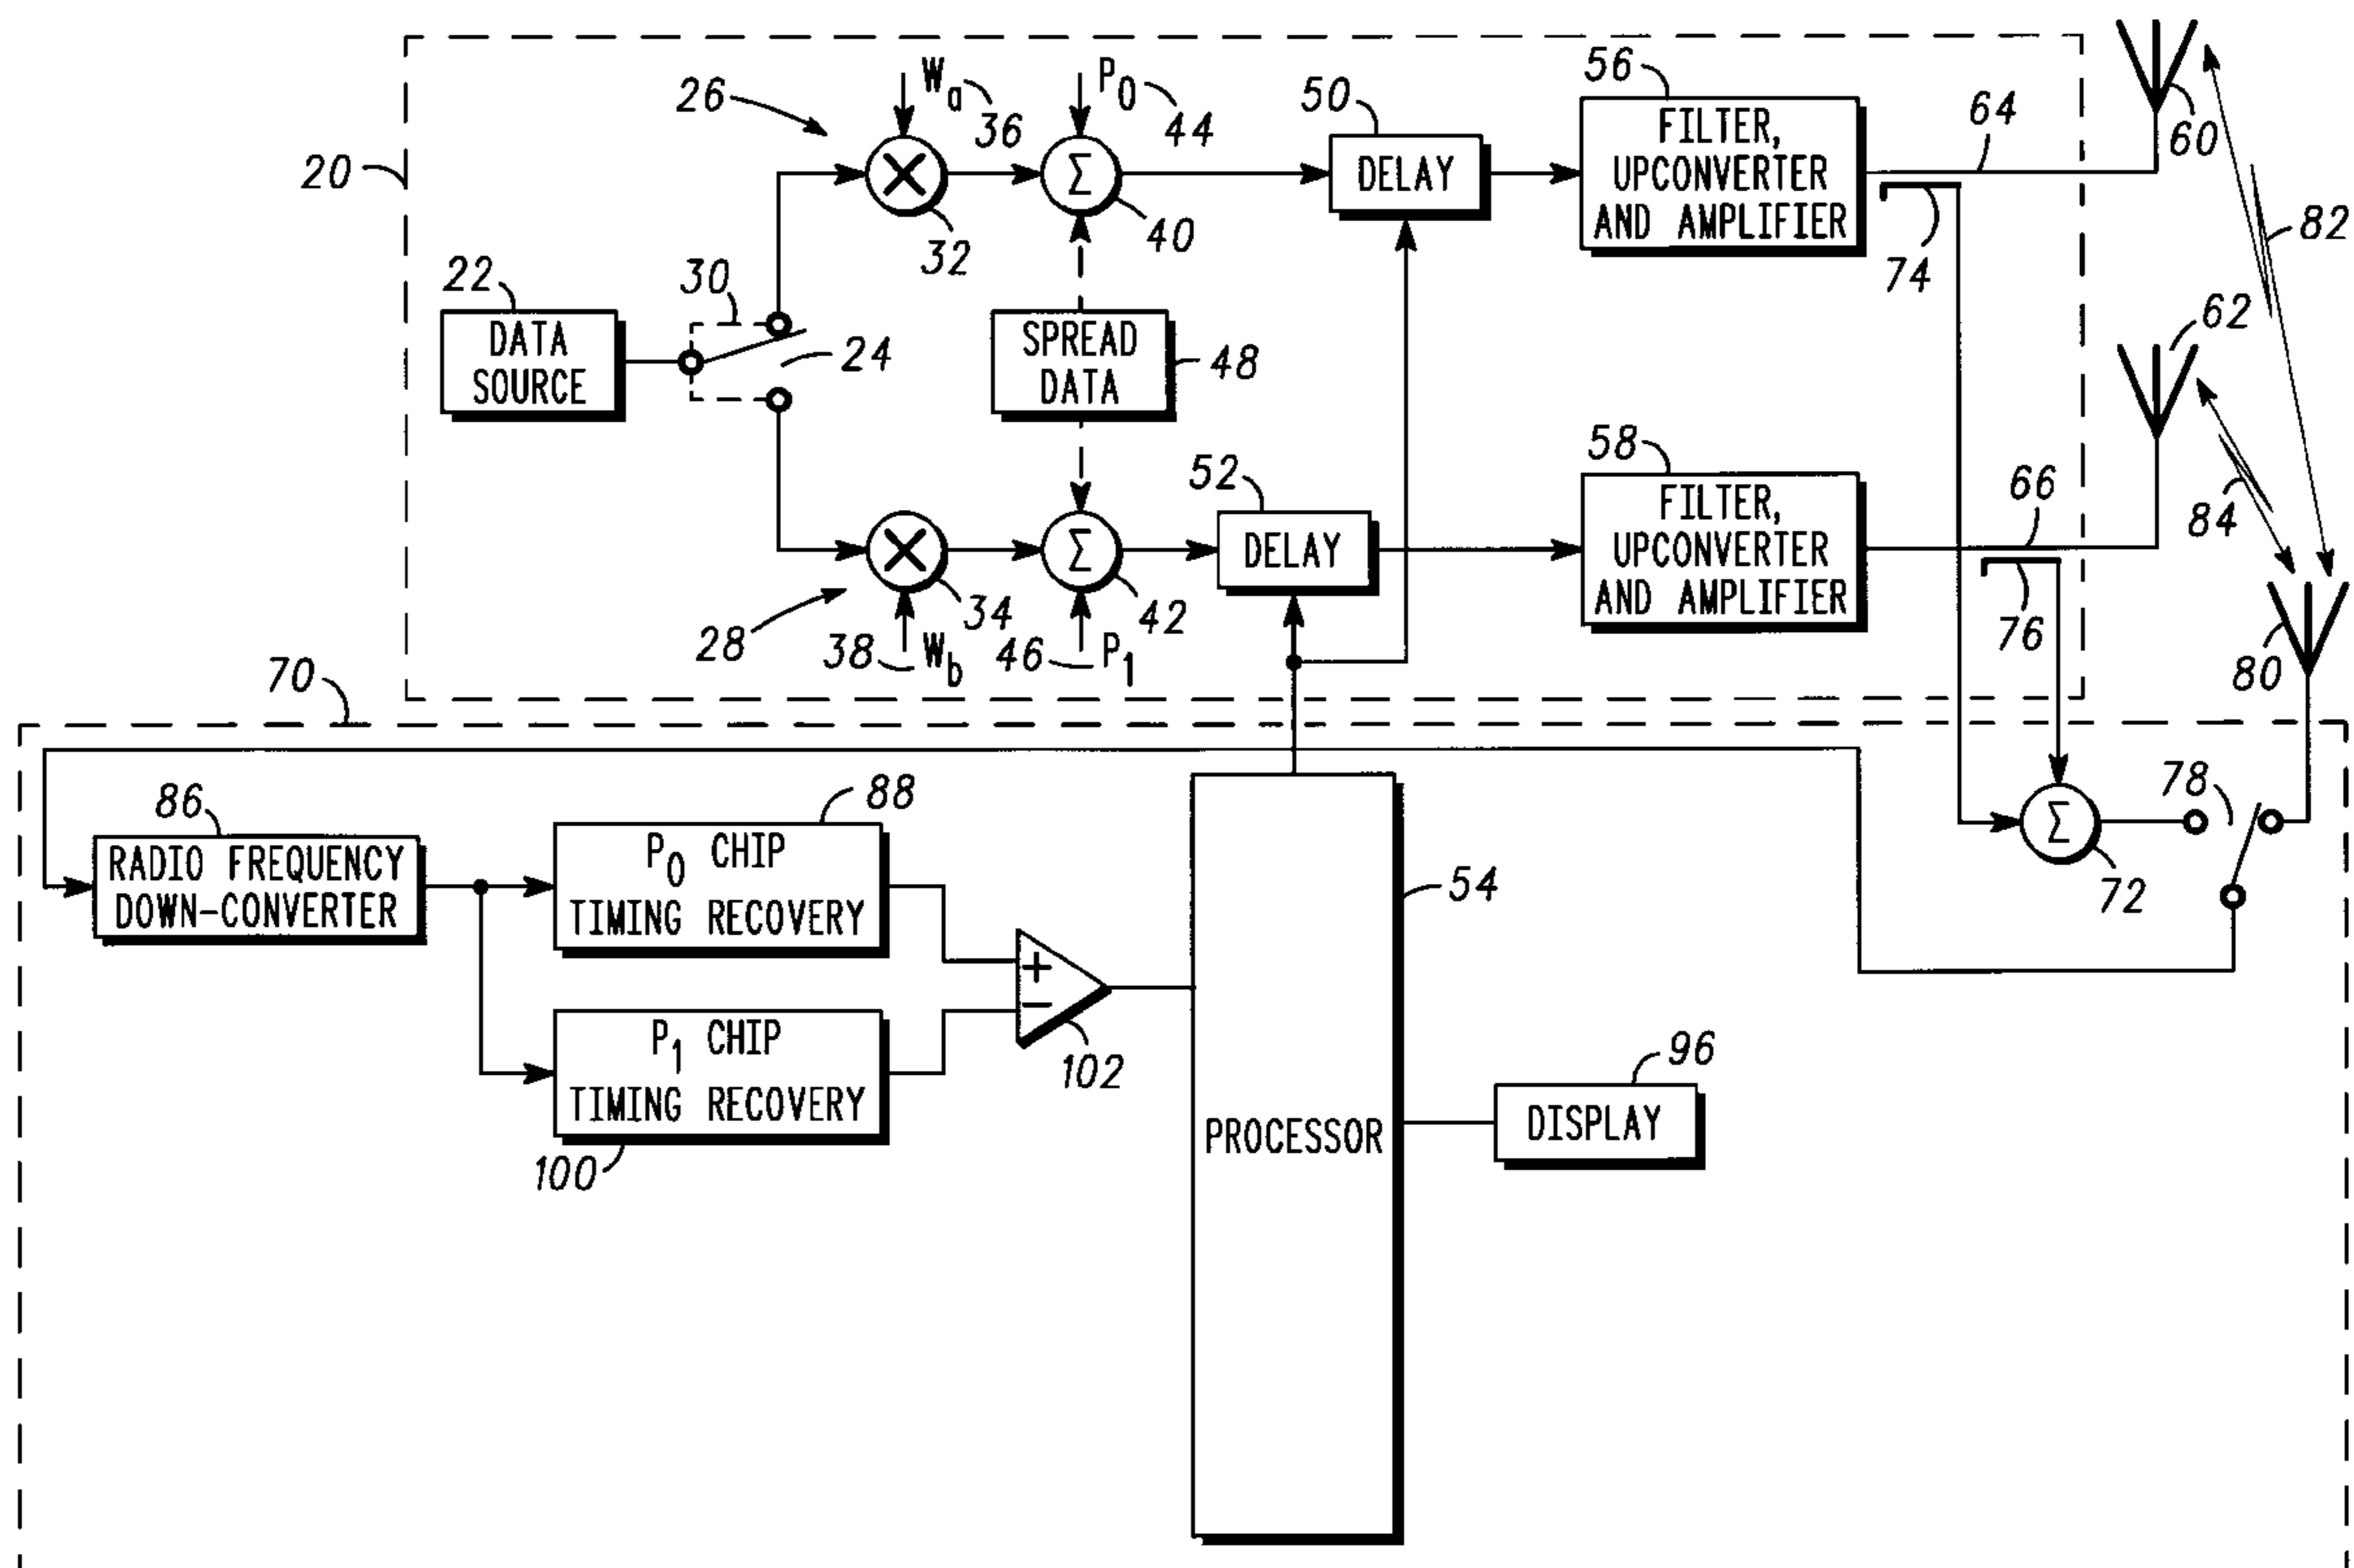 20
26
W
a
36
P
0
44
50
DELAY
56
FILTER,
UPCONVERTER
AND AMPLIFIER
64
60
82
×
32
Σ
40
74
22
DATA
SOURCE
30
24
SPREAD
DATA
48
62
52
DELAY
58
FILTER,
UPCONVERTER
AND AMPLIFIER
66
84
×
34
Σ
42
76
28
38
W
b
46
P
1
80
70
86
RADIO FREQUENCY
DOWN-CONVERTER
88
P
0 CHIP
TIMING RECOVERY
P
1 CHIP
TIMING RECOVERY
100
+
−
102
54
PROCESSOR
96
DISPLAY
Σ
72
78